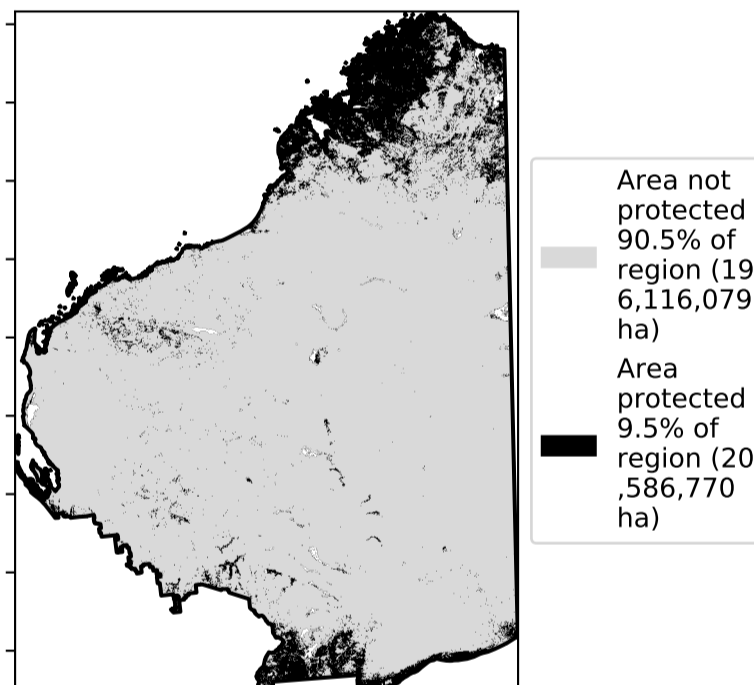 Area not
protected
90.5% of
region (19
6,116,079
ha)
Area
protected
9.5% of
region (20
,586,770
ha)